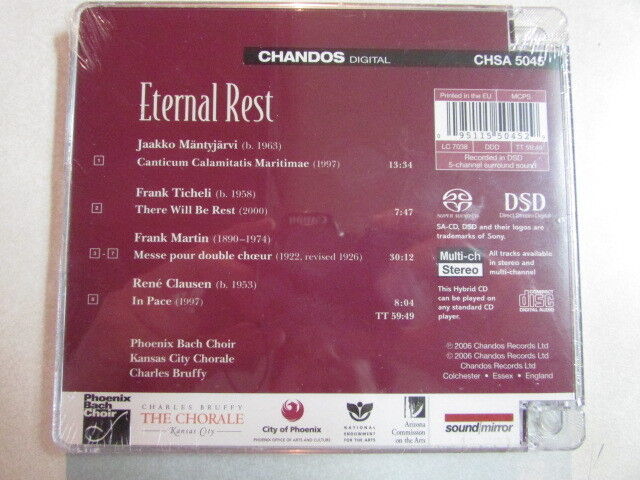 CHANDOS DIGITAL
CHSA 5045
Eternal Rest
Jaakko Mäntyjärvi (b. 1963)
1 Canticum Calamitatis Maritimae (1997) 13:34
Frank Ticheli (b. 1958)
2 There Will Be Rest (2000) 7:47
Frank Martin (1890–1974)
3 - 7 Messe pour double chœur (1922, revised 1926) 30:12
René Clausen (b. 1953)
8 In Pace (1997) 8:04
TT 59:49
Phoenix Bach Choir
Kansas City Chorale
Charles Bruffy
Printed in the EU
MCPS
0 95115 50452
LC 7038 DDD TT 59:49
Recorded in DSD
5-channel surround sound
SUPER AUDIO CD
DSD
Direct Stream Digital
SA-CD, DSD and their logos are
trademarks of Sony.
Multi-ch
Stereo
All tracks available
in stereo and
multi-channel
This Hybrid CD
can be played on
any standard CD
player.
COMPACT
disc
DIGITAL AUDIO
℗ 2006 Chandos Records Ltd
© 2006 Chandos Records Ltd
Chandos Records Ltd
Colchester • Essex • England
Phoenix
Bach
Choir
CHARLES BRUFFY
THE CHORALE
Kansas City
City of Phoenix
PHOENIX OFFICE OF ARTS AND CULTURE
NATIONAL
ENDOWMENT
FOR THE ARTS
Arizona
Commission
on the Arts
sound/mirror